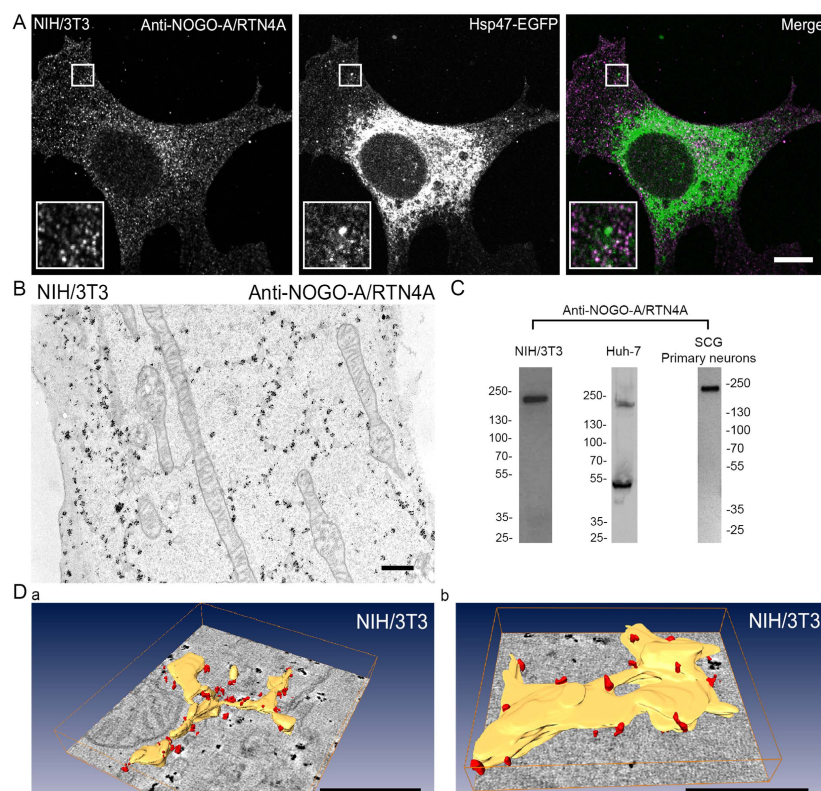 A
NIH/3T3
Anti-NOGO-A/RTN4A
Hsp47-EGFP
Merge
B
NIH/3T3
Anti-NOGO-A/RTN4A
C
Anti-NOGO-A/RTN4A
NIH/3T3
250-
130-
100-
70-
55-
35-
25-
Huh-7
250-
130-
100-
70-
55-
35-
25-
SCG
Primary neurons
-250
-130
-100
-70
-55
-35
-25
D
a
NIH/3T3
b
NIH/3T3